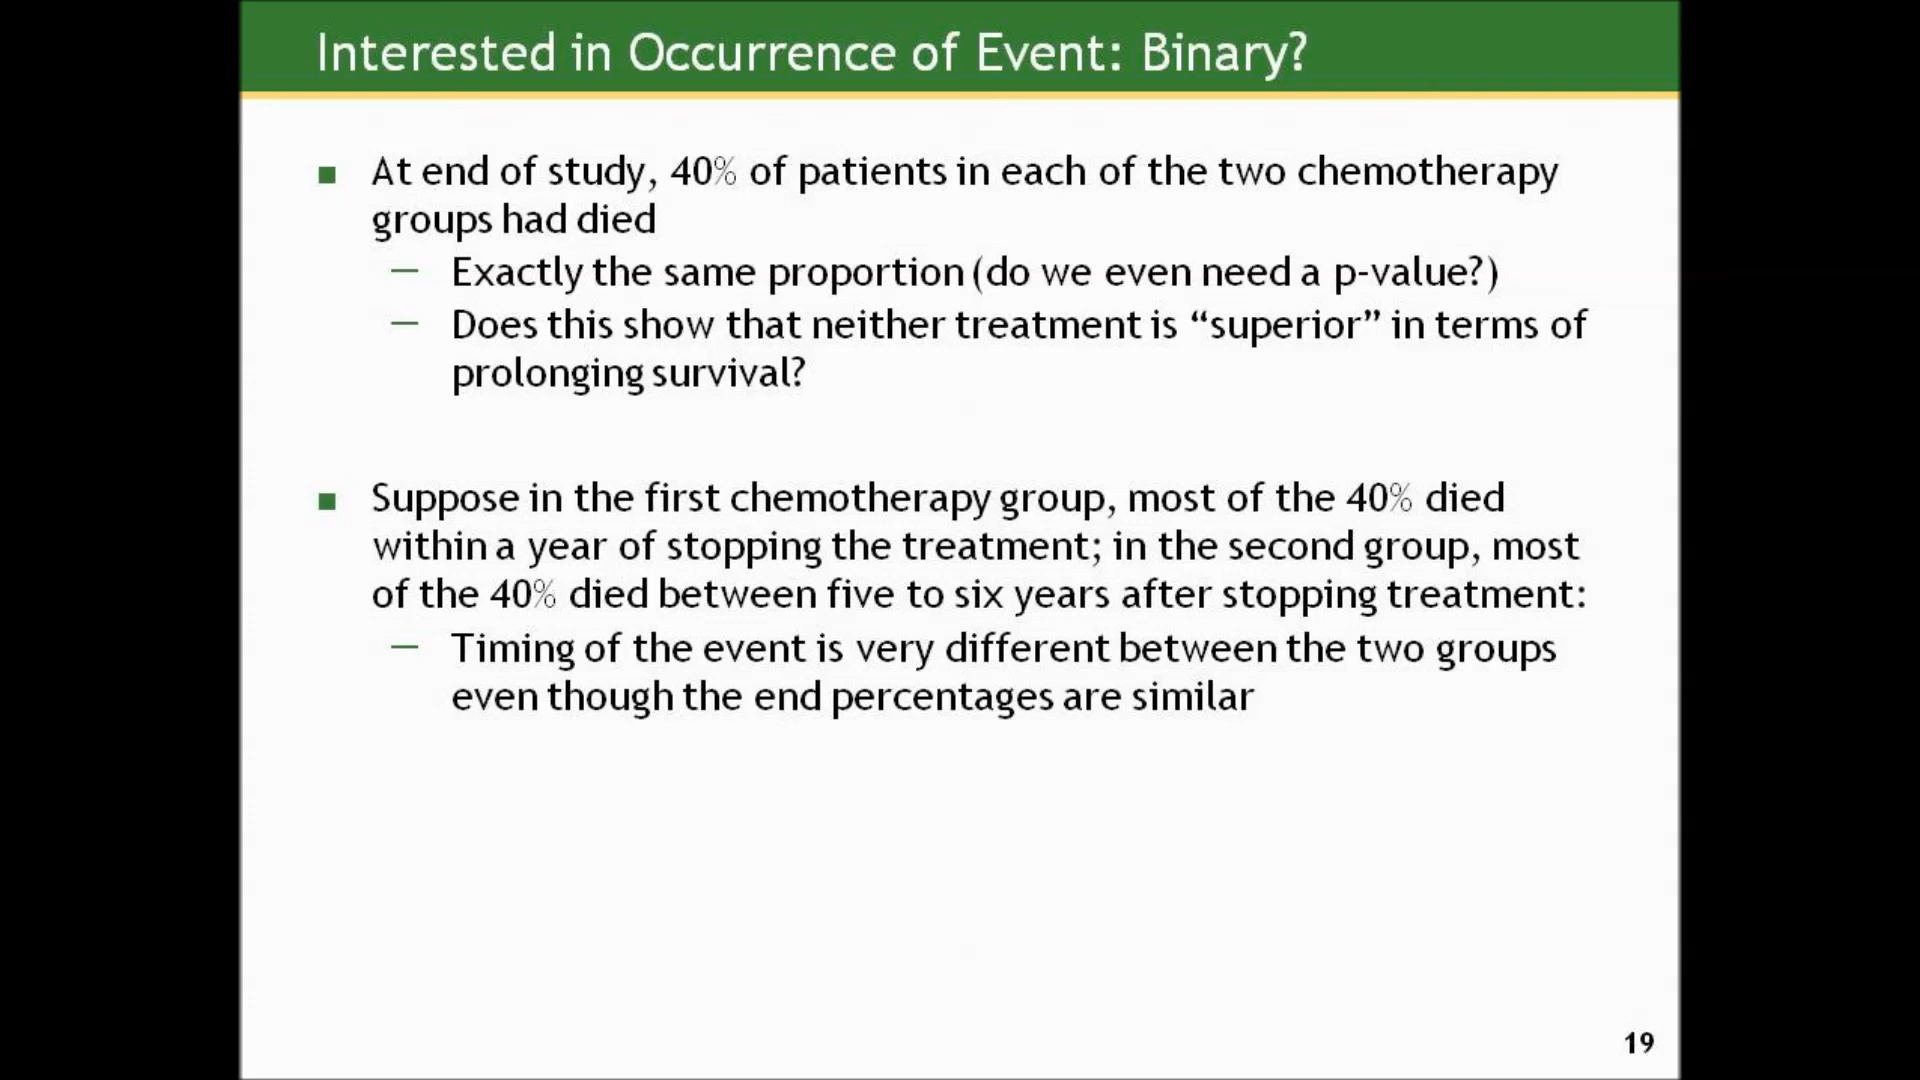 Interested in Occurrence of Event: Binary?
At end of study, 40% of patients in each of the two chemotherapy
groups had died
— Exactly the same proportion (do we even need a p-value?)
— Does this show that neither treatment is “superior” in terms of
prolonging survival?
Suppose in the first chemotherapy group, most of the 40% died
within a year of stopping the treatment; in the second group, most
of the 40% died between five to six years after stopping treatment:
— Timing of the event is very different between the two groups
even though the end percentages are similar
19